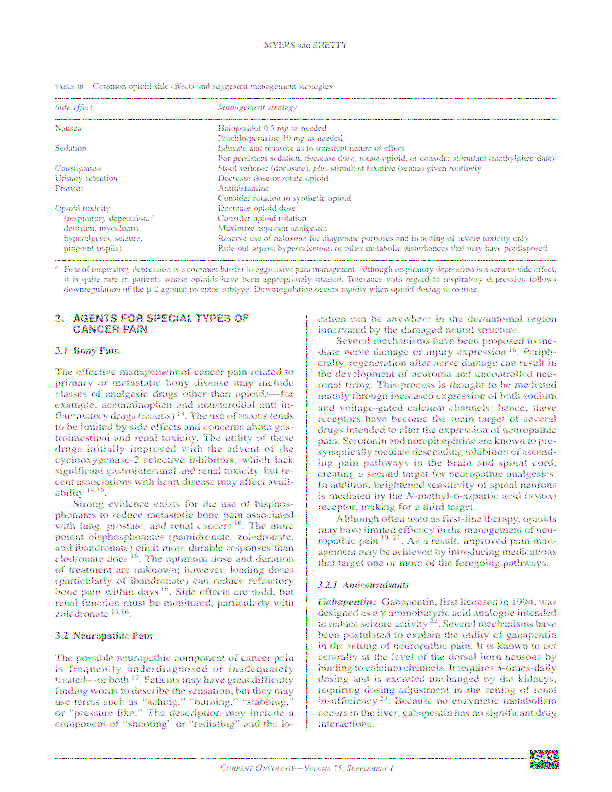 MYERS and SHETTY
TABLE III Common opioid side effects and suggested management strategies
Side effect Management strategy
Nausea Haloperidol 0.5 mg as needed
Prochlorperazine 10 mg as needed
Sedation Educate and reassure as to transient nature of effect
For persistent sedation, decrease dose, rotate opioid, or consider stimulant (methylphenidate)
Constipation Stool softener (docusate), plus stimulant laxative (senna) given routinely
Urinary retention Decrease dose or rotate opioid
Pruritus Antihistamine
Consider rotation to synthetic opioid
Opioid toxicity Decrease opioid dose
(respiratory depression, Consider opioid rotation
delirium, myoclonus, Maximize adjuvant analgesics
hyperalgesia, seizure, Reserve use of naloxone for diagnostic purposes and in setting of severe toxicity only
pinpoint pupils) Rule out sepsis, hypercalcemia, or other metabolic disturbances that may have predisposed
a Fear of respiratory depression is a common barrier to aggressive pain managment. Although respiratory depression is a serious side effect,
it is quite rare in patients whose opioids have been appropriately titrated. Tolerance with regard to respiratory depression follows
downregulation of the μ-2 agonist receptor subtype. Downregulation occurs rapidly when opioid dosing is routine.
3. AGENTS FOR SPECIAL TYPES OF
CANCER PAIN
3.1 Bony Pain
The effective management of cancer pain related to
primary or metastatic bony disease may include
classes of analgesic drugs other than opioids—for
example, acetaminophen and nonsteroidal anti-in-
flammatory drugs (NSAIDs) 13. The use of NSAIDs tends
to be limited by side effects and concerns about gas-
trointestinal and renal toxicity. The utility of these
drugs initially improved with the advent of the
cyclooxygenase-2 selective inhibitors, which lack
significant gastrointestinal and renal toxicity, but re-
cent associations with heart disease may affect avail-
ability 14,15.
Strong evidence exists for the use of bisphos-
phonates to reduce metastatic bone pain associated
with lung, prostate, and renal cancers 16. The more
potent bisphosphonates (pamidronate, zoledronate,
and ibandronate) elicit more durable responses than
clodronate does 16. The optimum dose and duration
of treatment are unknown; however, loading doses
(particularly of ibandronate) can reduce refractory
bone pain within days 16. Side effects are mild, but
renal function must be monitored, particularly with
zoledronate 15,16.
3.2 Neuropathic Pain
The possible neuropathic component of cancer pain
is frequently underdiagnosed or inadequately
treated—or both 17. Patients may have great difficulty
finding words to describe the sensation, but they may
use terms such as "aching," "burning," "stabbing,"
or "pressure like." The description may include a
component of "shooting" or "radiating" and the lo-
cation can be anywhere in the dermatomal region
innervated by the damaged neural structure.
Several mechanisms have been proposed to me-
diate nerve damage or injury expression 18. Periph-
erally, regeneration after nerve damage can result in
the development of neuroma and uncontrolled neu-
ronal firing. This process is thought to be mediated
mainly through increased expression of both sodium
and voltage-gated calcium channels; hence, these
receptors have become the main target of several
drugs intended to alter the expression of neuropathic
pain. Serotonin and norepinephrine are known to pre-
synaptically mediate descending inhibition of ascend-
ing pain pathways in the brain and spinal cord,
creating a second target for neuropathic analgesics.
In addition, heightened sensitivity of spinal neurons
is mediated by the N-methyl-D-aspartic acid (NMDA)
receptor, making for a third target.
Although often used as first-line therapy, opioids
may have limited efficacy in the management of neu-
ropathic pain 19–21. As a result, improved pain man-
agement may be achieved by introducing medications
that target one or more of the foregoing pathways.
3.2.1 Anticonvulsants
Gabapentin: Gabapentin, first licensed in 1994, was
designed as a γ-aminobutyric acid analogue intended
to reduce seizure activity 22. Several mechanisms have
been postulated to explain the utility of gabapentin
in the setting of neuropathic pain. It is known to act
centrally at the level of the dorsal horn neurons by
binding to calcium channels. It requires 3-times-daily
dosing and is excreted unchanged by the kidneys,
requiring dosing adjustment in the setting of renal
insufficiency 23. Because no enzymatic metabolism
occurs in the liver, gabapentin has no significant drug
interactions.
CURRENT ONCOLOGY—VOLUME 15, SUPPLEMENT 1